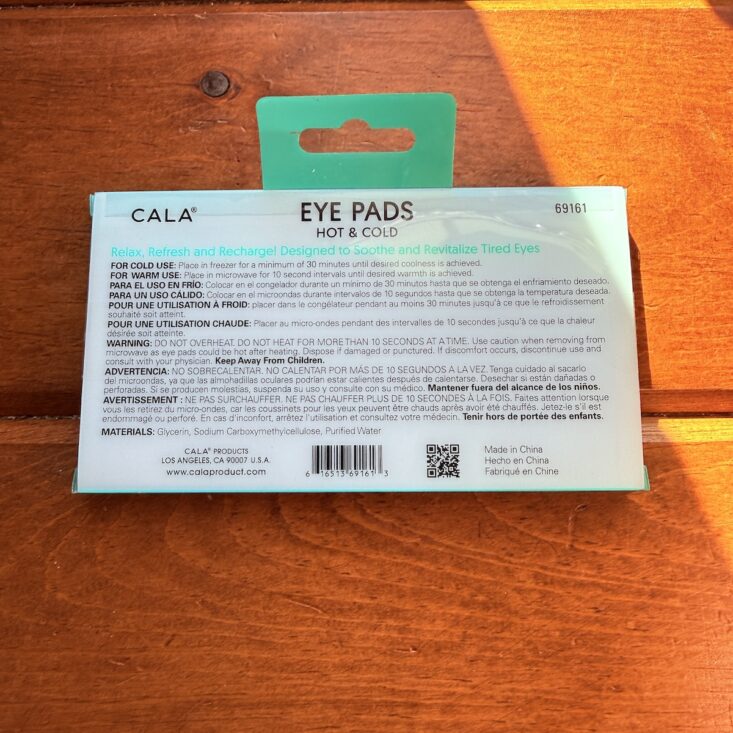 CALA®
EYE PADS
HOT & COLD
69161
Relax, Refresh and Recharge! Designed to Soothe and Revitalize Tired Eyes
FOR COLD USE: Place in freezer for a minimum of 30 minutes until desired coolness is achieved.
FOR WARM USE: Place in microwave for 10 second intervals until desired warmth is achieved.
PARA EL USO EN FRÍO: Colocar en el congelador durante un mínimo de 30 minutos hasta que se obtenga el enfriamiento deseado.
PARA UN USO CÁLIDO: Colocar en el microondas durante intervalos de 10 segundos hasta que se obtenga la temperatura deseada.
POUR UNE UTILISATION À FROID: placer dans le congélateur pendant au moins 30 minutes jusqu'à ce que le refroidissement
souhaité soit atteint.
POUR UNE UTILISATION CHAUDE: Placer au micro-ondes pendant des intervalles de 10 secondes jusqu'à ce que la chaleur
désirée soit atteinte.
WARNING: DO NOT OVERHEAT. DO NOT HEAT FOR MORE THAN 10 SECONDS AT A TIME. Use caution when removing from
microwave as eye pads could be hot after heating. Dispose if damaged or punctured. If discomfort occurs, discontinue use and
consult with your physician. Keep Away From Children.
ADVERTENCIA: NO SOBRECALENTAR. NO CALENTAR POR MÁS DE 10 SEGUNDOS A LA VEZ. Tenga cuidado al sacarlo
del microondas, ya que las almohadillas oculares podrían estar calientes después de calentarse. Desechar si están dañadas o
perforadas. Si se producen molestias, suspenda su uso y consulte con su médico. Mantener fuera del alcance de los niños.
AVERTISSEMENT : NE PAS SURCHAUFFER. NE PAS CHAUFFER PLUS DE 10 SECONDES À LA FOIS. Faites attention lorsque
vous les retirez du micro-ondes, car les coussinets pour les yeux peuvent être chauds après avoir été chauffés. Jetez-le s'il est
endommagé ou perforé. En cas d'inconfort, arrêtez l'utilisation et consultez votre médecin. Tenir hors de portée des enfants.
MATERIALS: Glycerin, Sodium Carboxymethylcellulose, Purified Water
CALA® PRODUCTS
LOS ANGELES, CA 90007 U.S.A.
www.calaproduct.com
6 16513 69161 3
Made in China
Hecho en China
Fabriqué en Chine